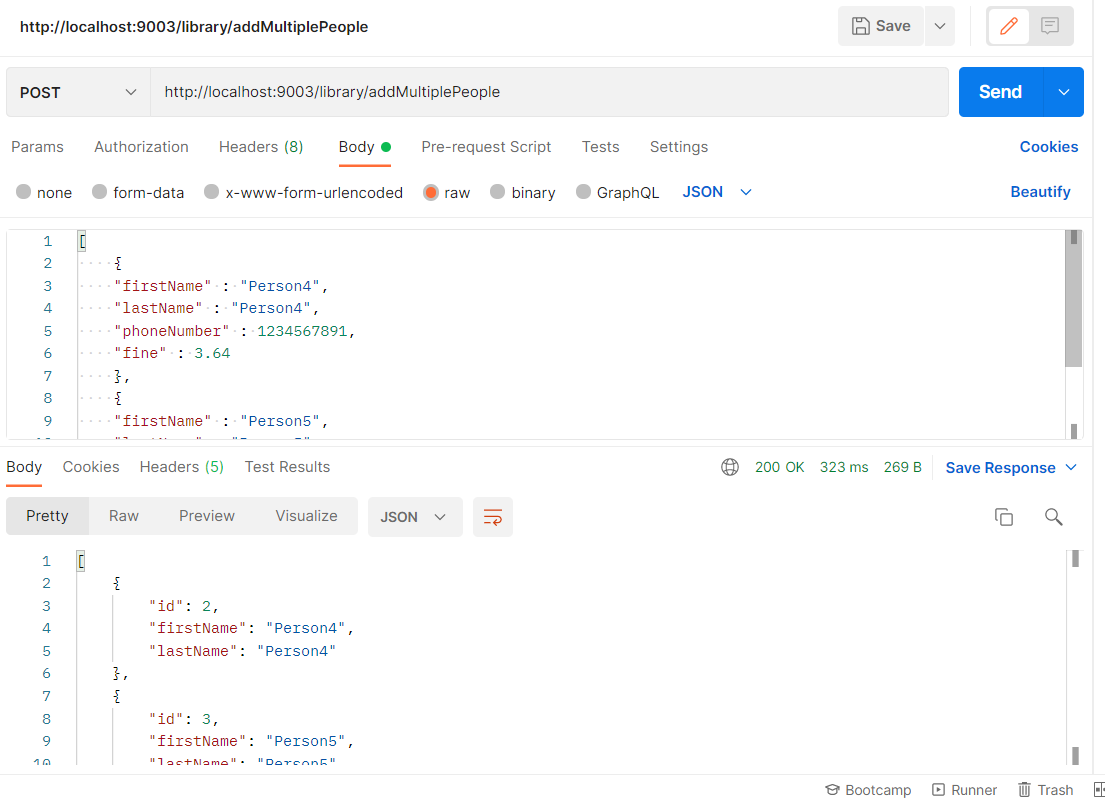 http://localhost:9003/library/addMultiplePeople Save
POST http://localhost:9003/library/addMultiplePeople Send
Params Authorization Headers (8) Body Pre-request Script Tests Settings Cookies
none form-data x-www-form-urlencoded raw binary GraphQL JSON Beautify
1 [
2 {
3 "firstName" : "Person4",
4 "lastName" : "Person4",
5 "phoneNumber" : 1234567891,
6 "fine" : 3.64
7 },
8 {
9 "firstName" : "Person5",
Body Cookies Headers (5) Test Results 200 OK 323 ms 269 B Save Response
Pretty Raw Preview Visualize JSON
1 [
2 {
3 "id": 2,
4 "firstName": "Person4",
5 "lastName": "Person4"
6 },
7 {
8 "id": 3,
9 "firstName": "Person5",
10 "lastName": "Person5"
Bootcamp Runner Trash